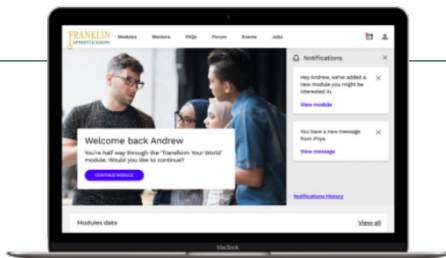 FRANKLIN
APPRENTICESHIPS
Modules Mentors FAQs Forum Events Jobs
Notifications
Hey Andrew, we've added a
new module you might be
interested in.
View module
You have a new message
from Priya
View message
Notifications History
Welcome back Andrew
You're half way through the 'Transform Your World'
module. Would you like to continue?
CONTINUE MODULE
Modules data
View all
MacBook